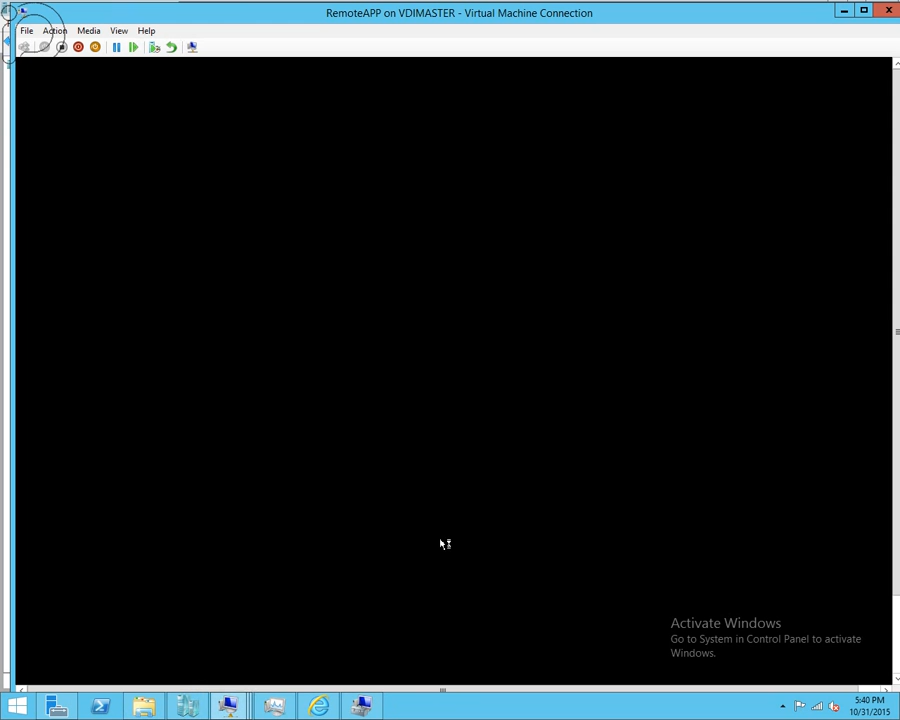 RemoteAPP on VDIMASTER - Virtual Machine Connection
File Action Media View Help
Activate Windows
Go to System in Control Panel to activate
Windows.
5:40 PM
10/31/2015